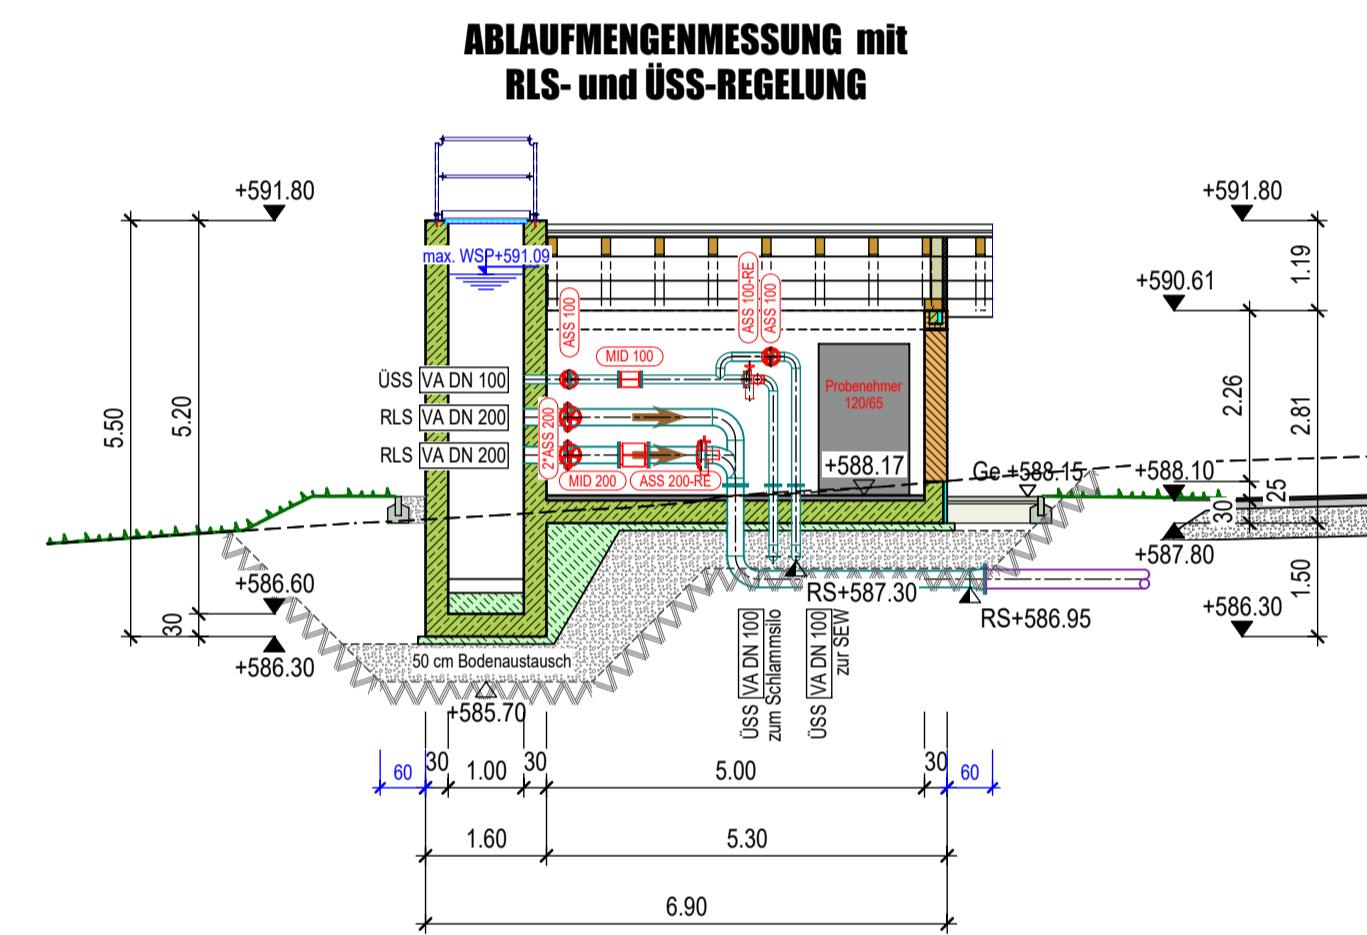 ABLAUFMENGENMESSUNG mit
RLS- und ÜSS-REGELUNG
+591.80
+591.80
max. WSP+591.09
+590.61
1.19
ASS 100
MID 100
ASS 100-RE
ASS 100
ÜSS VA DN 100
RLS VA DN 200
RLS VA DN 200
2*ASS 200
MID 200
ASS 200-RE
Probenehmer
120/65
+588.17
Ge +588.15
+588.10
5.50
5.20
2.26
2.81
25
30
+587.80
1.50
+586.60
30
+586.30
+586.30
RS+587.30
RS+586.95
50 cm Bodenaustausch
+585.70
ÜSS VA DN 100
zum Schlammsilo
ÜSS VA DN 100
zur SEW
60
30
1.00
30
5.00
30
60
1.60
5.30
6.90